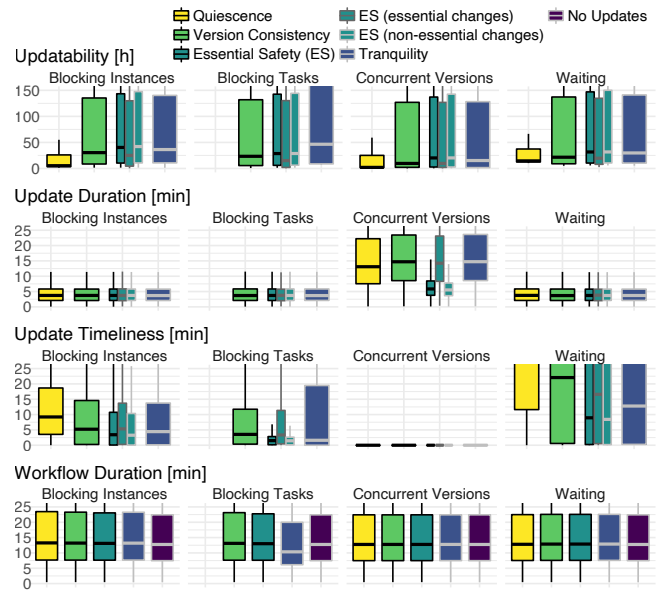 Quiescence ES (essential changes) No Updates
Version Consistency ES (non-essential changes)
Essential Safety (ES) Tranquility
Updatability [h]
Blocking Instances Blocking Tasks Concurrent Versions Waiting
150
100
50
0
Update Duration [min]
Blocking Instances Blocking Tasks Concurrent Versions Waiting
25
20
15
10
5
0
Update Timeliness [min]
Blocking Instances Blocking Tasks Concurrent Versions Waiting
25
20
15
10
5
0
Workflow Duration [min]
Blocking Instances Blocking Tasks Concurrent Versions Waiting
25
20
15
10
5
0